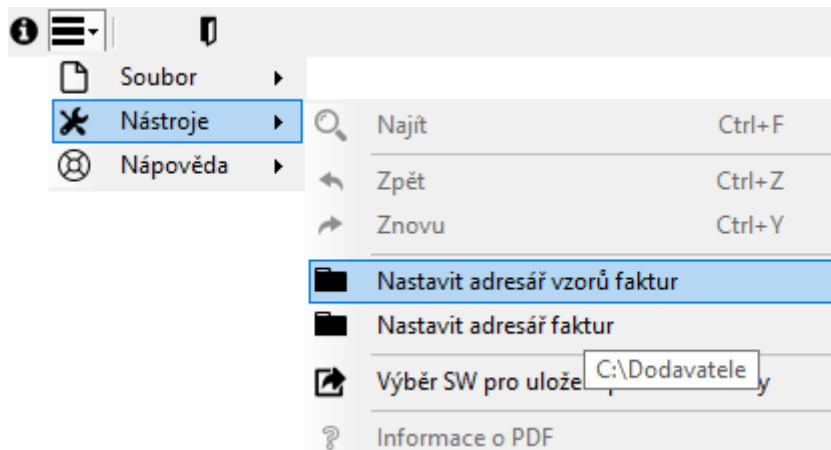 Soubor
Nástroje
Nápověda
Najít Ctrl+F
Zpět Ctrl+Z
Znovu Ctrl+Y
Nastavit adresář vzorů faktur
Nastavit adresář faktur
C:\Dodavatele
Výběr SW pro
Informace o PDF